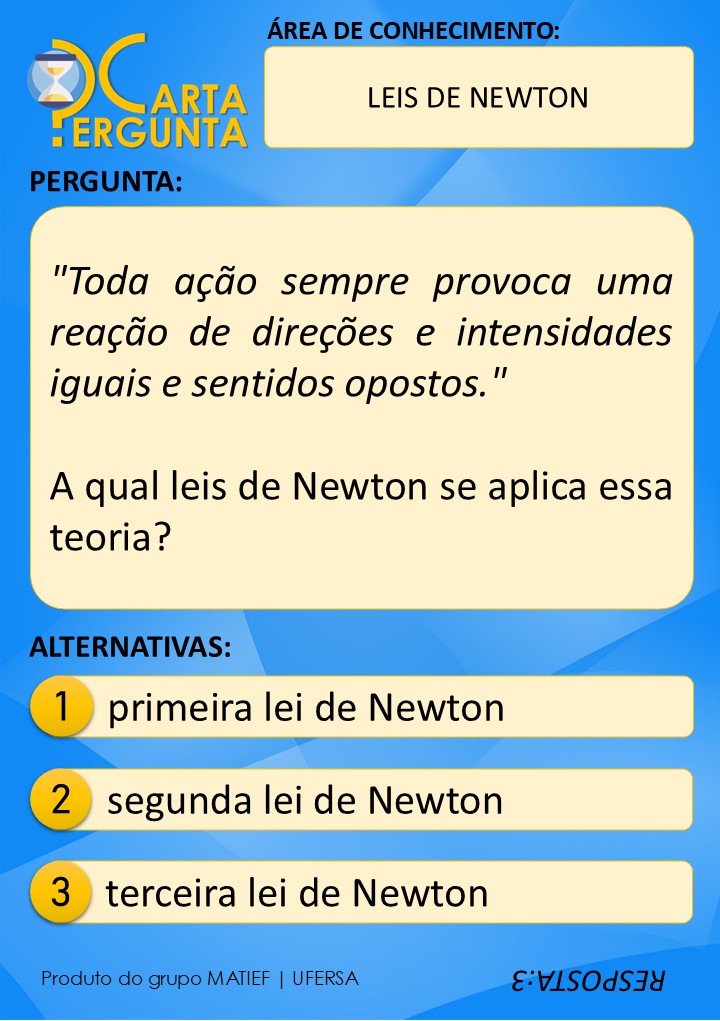 ÁREA DE CONHECIMENTO:
CARTA
PERGUNTA
LEIS DE NEWTON
PERGUNTA:
"Toda ação sempre provoca uma
reação de direções e intensidades
iguais e sentidos opostos."
A qual leis de Newton se aplica essa
teoria?
ALTERNATIVAS:
1 primeira lei de Newton
2 segunda lei de Newton
3 terceira lei de Newton
Produto do grupo MATIEF | UFERSA
RESPOSTA:3